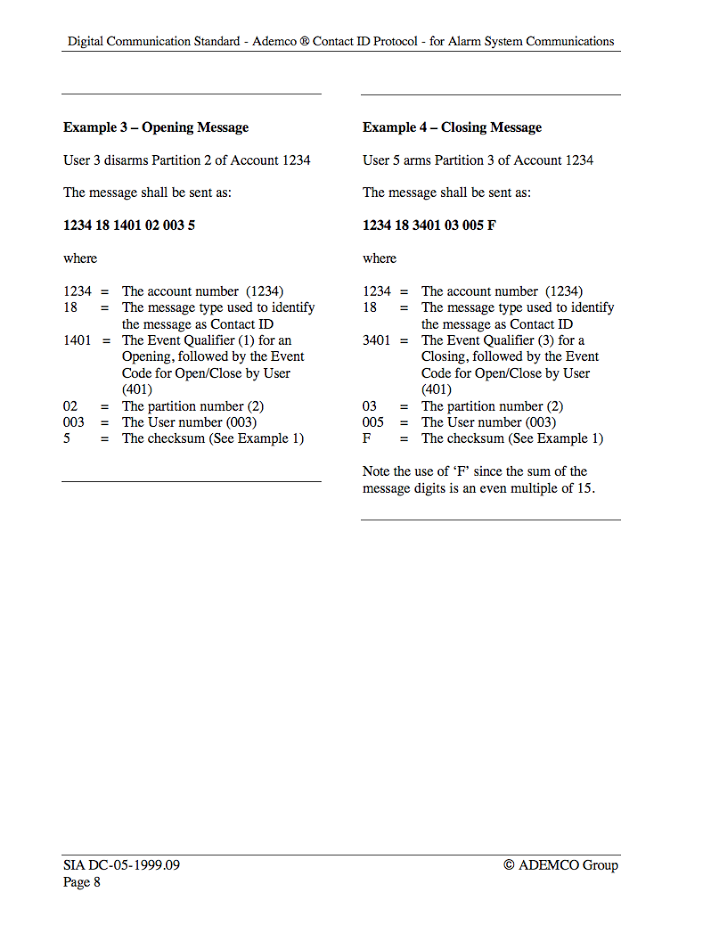 Digital Communication Standard - Ademco ® Contact ID Protocol - for Alarm System Communications
Example 3 – Opening Message
User 3 disarms Partition 2 of Account 1234
The message shall be sent as:
1234 18 1401 02 003 5
where
1234 = The account number (1234)
18 = The message type used to identify
the message as Contact ID
1401 = The Event Qualifier (1) for an
Opening, followed by the Event
Code for Open/Close by User
(401)
02 = The partition number (2)
003 = The User number (003)
5 = The checksum (See Example 1)
Example 4 – Closing Message
User 5 arms Partition 3 of Account 1234
The message shall be sent as:
1234 18 3401 03 005 F
where
1234 = The account number (1234)
18 = The message type used to identify
the message as Contact ID
3401 = The Event Qualifier (3) for a
Closing, followed by the Event
Code for Open/Close by User
(401)
03 = The partition number (2)
005 = The User number (003)
F = The checksum (See Example 1)
Note the use of ‘F’ since the sum of the
message digits is an even multiple of 15.
SIA DC-05-1999.09
© ADEMCO Group
Page 8